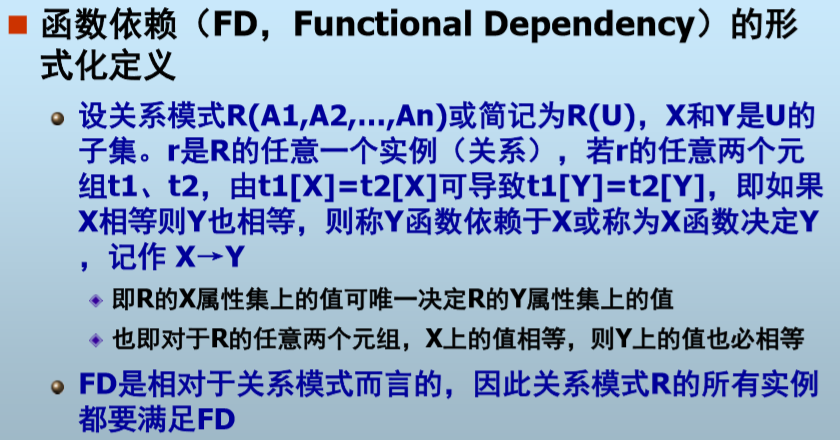 函数依赖（FD，Functional Dependency）的形
式化定义
设关系模式R(A1,A2,...,An)或简记为R(U)，X和Y是U的
子集。r是R的任意一个实例（关系），若r的任意两个元
组t1、t2，由t1[X]=t2[X]可导致t1[Y]=t2[Y]，即如果
X相等则Y也相等，则称Y函数依赖于X或称为X函数决定Y
，记作 X→Y
即R的X属性集上的值可唯一决定R的Y属性集上的值
也即对于R的任意两个元组，X上的值相等，则Y上的值也必相等
FD是相对于关系模式而言的，因此关系模式R的所有实例
都要满足FD